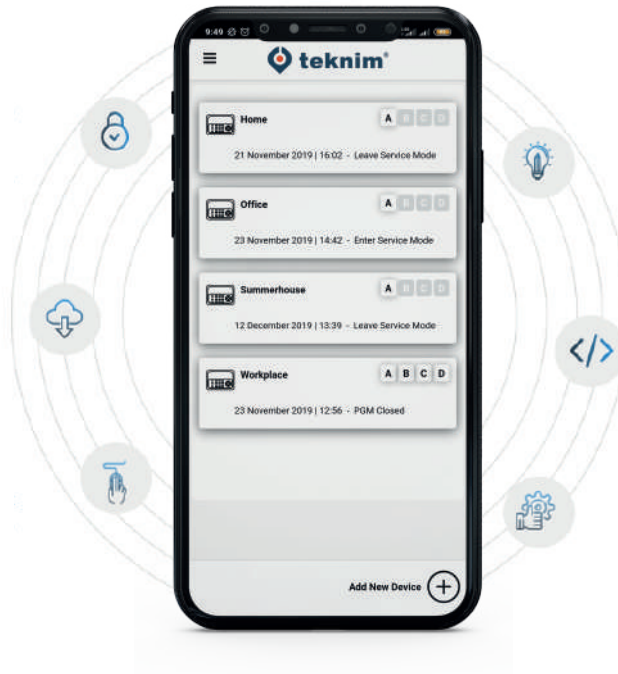 9:49
teknim®
Home A B C D
21 November 2019 | 16:02 - Leave Service Mode
Office A B C D
23 November 2019 | 14:42 - Enter Service Mode
Summerhouse A B C D
12 December 2019 | 13:39 - Leave Service Mode
Workplace A B C D
23 November 2019 | 12:56 - PGM Closed
Add New Device